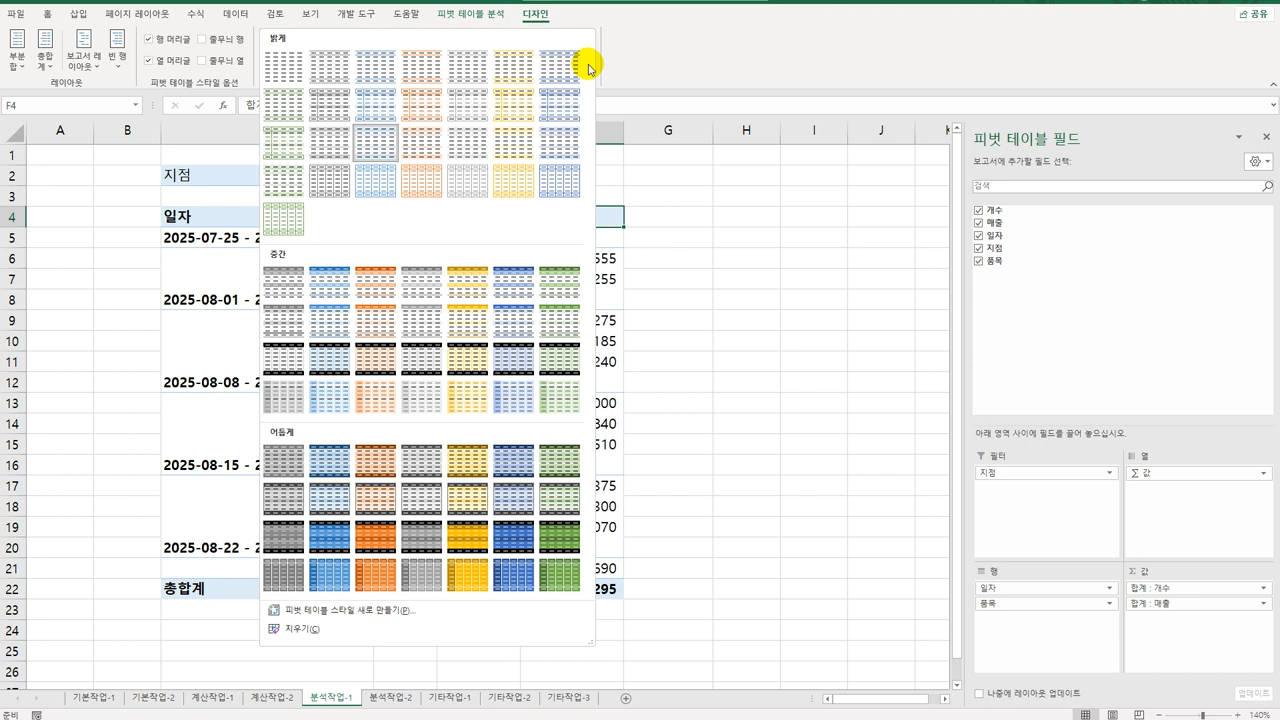 파일 홈 삽입 페이지 레이아웃 수식 데이터 검토 보기 개발 도구 도움말 피벗 테이블 분석 디자인 공유
부분합 총합계 보고서 레이아웃 빈 행
행 머리글 줄무늬 행
열 머리글 줄무늬 열
레이아웃 피벗 테이블 스타일 옵션
밝게
중간
어둡게
피벗 테이블 스타일 새로 만들기(P)...
지우기(C)
F4 fx
A B G H I J
1
2 지점
3
4 일자
5 2025-07-25 -
6 555
7 255
8 2025-08-01 -
9 275
10 185
11 240
12 2025-08-08 -
13 000
14 840
15 510
16 2025-08-15 -
17 375
18 300
19 070
20 2025-08-22 -
21 690
22 총합계 295
23
24
25
26
피벗 테이블 필드
보고서에 추가할 필드 선택:
검색
개수
매출
일자
지점
품목
아래 영역 사이에 필드를 끌어 놓으십시오.
필터 열
지점 Σ 값
행 Σ 값
일자 합계 : 개수
품목 합계 : 매출
나중에 레이아웃 업데이트 업데이트
기본작업-1 기본작업-2 계산작업-1 계산작업-2 분석작업-1 분석작업-2 기타작업-1 기타작업-2 기타작업-3
준비 140%